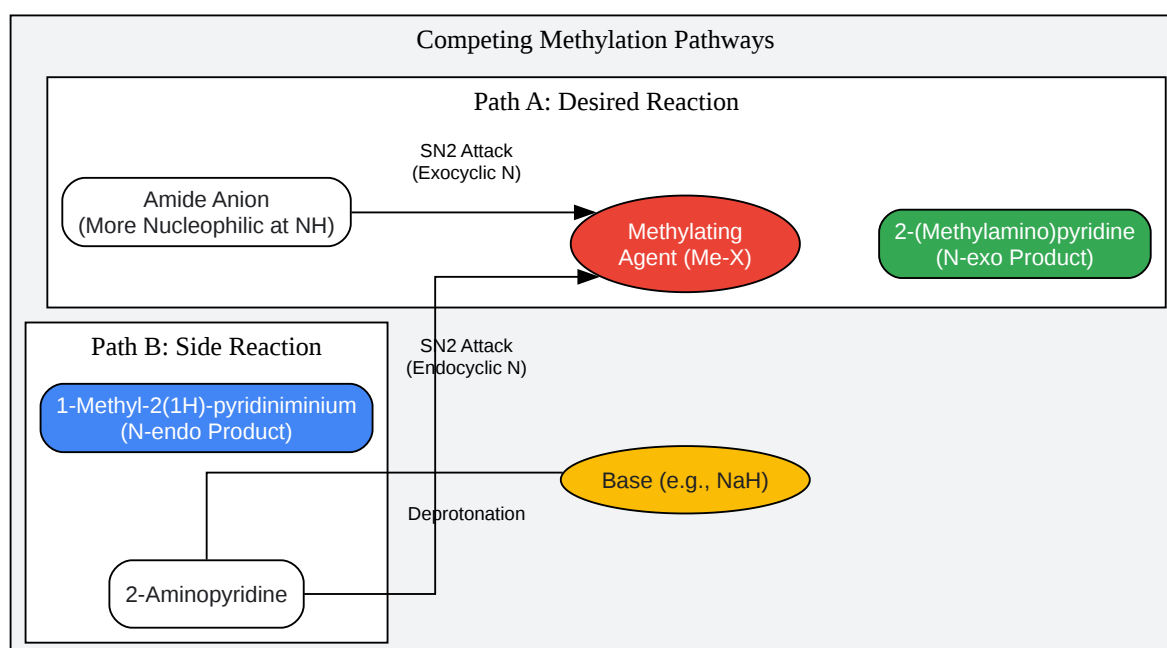 Competing Methylation Pathways
Path A: Desired Reaction
SN2 Attack
(Exocyclic N)
Amide Anion
(More Nucleophilic at NH)
Methylating
Agent (Me-X)
2-(Methylamino)pyridine
(N-exo Product)
Path B: Side Reaction
SN2 Attack
(Endocyclic N)
1-Methyl-2(1H)-pyridiniminium
(N-endo Product)
Base (e.g., NaH)
Deprotonation
2-Aminopyridine